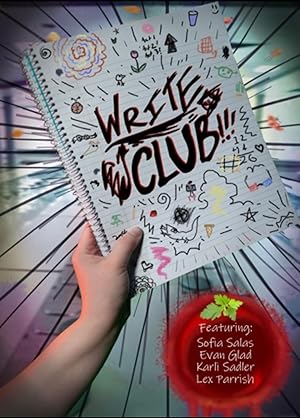 WRITE
CLUB!!!
Featuring:
Sofia Salas
Evan Glad
Karli Sadler
Lex Parrish